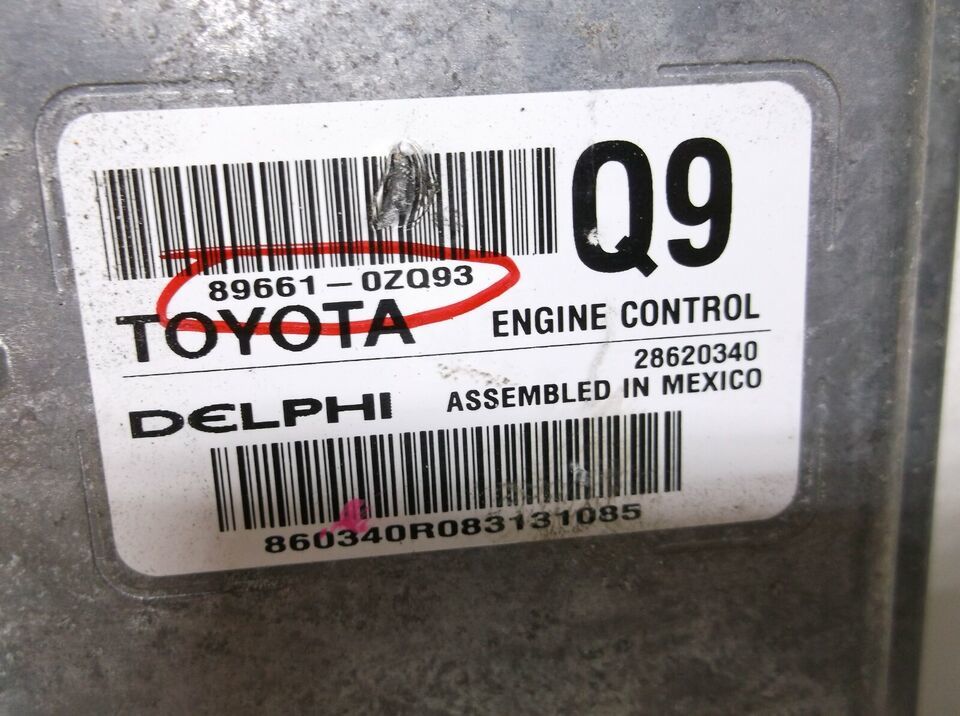 Q9
89661-0ZQ93
TOYOTA ENGINE CONTROL
28620340
DELPHI ASSEMBLED IN MEXICO
860340R083131085